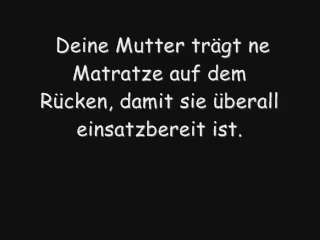 Deine Mutter trägt ne
Matratze auf dem
Rücken, damit sie überall
einsatzbereit ist.